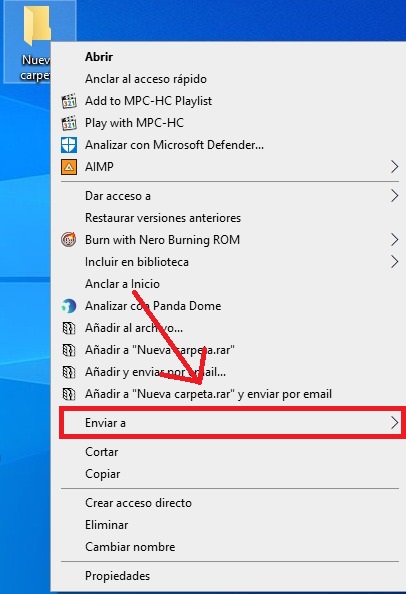 Nueva
carpeta
Abrir
Anclar al acceso rápido
Add to MPC-HC Playlist
Play with MPC-HC
Analizar con Microsoft Defender...
AIMP
Dar acceso a
Restaurar versiones anteriores
Burn with Nero Burning ROM
Incluir en biblioteca
Anclar a Inicio
Analizar con Panda Dome
Añadir al archivo...
Añadir a "Nueva carpeta.rar"
Añadir y enviar por email...
Añadir a "Nueva carpeta.rar" y enviar por email
Enviar a
Cortar
Copiar
Crear acceso directo
Eliminar
Cambiar nombre
Propiedades